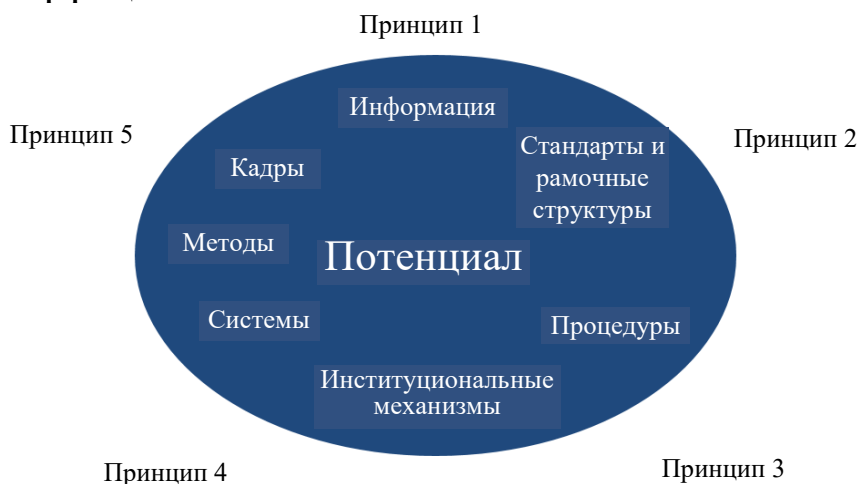 Принцип 1
Информация
Принцип 5
Принцип 2
Стандарты и
рамочные
структуры
Кадры
Методы
Потенциал
Системы
Процедуры
Институциональные
механизмы
Принцип 4
Принцип 3